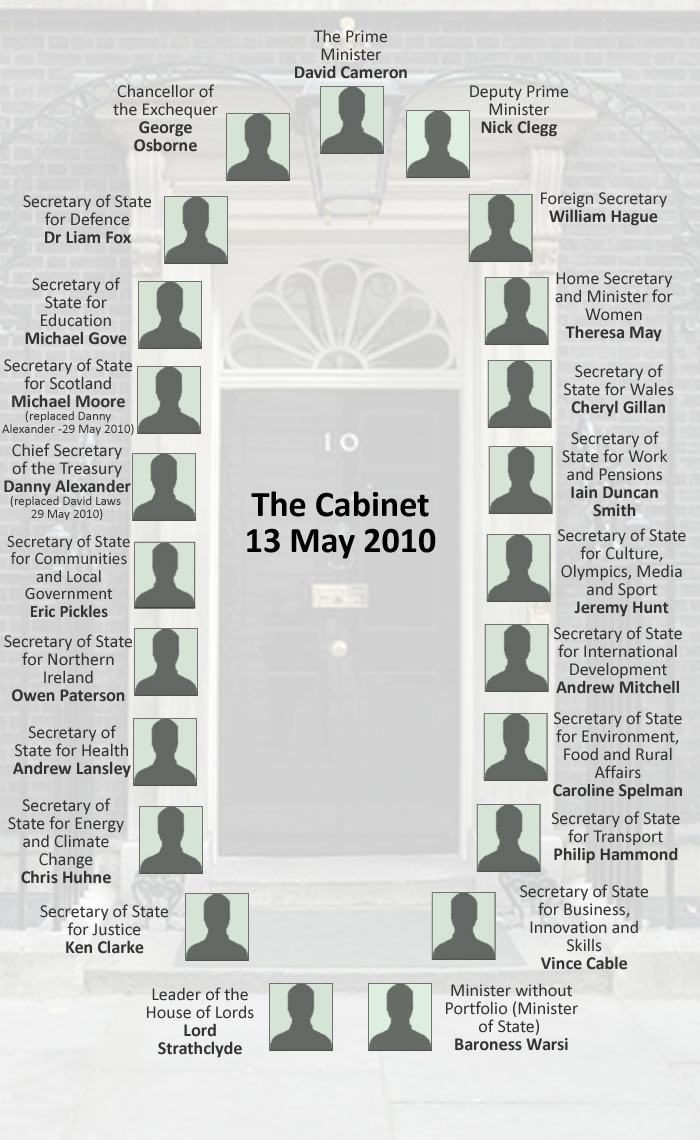 The Prime
Minister
David Cameron
Chancellor of
the Exchequer
George
Osborne
Deputy Prime
Minister
Nick Clegg
Secretary of State
for Defence
Dr Liam Fox
Foreign Secretary
William Hague
Secretary of
State for
Education
Michael Gove
Home Secretary
and Minister for
Women
Theresa May
Secretary of State
for Scotland
Michael Moore
(replaced Danny
Alexander -29 May 2010)
Secretary of
State for Wales
Cheryl Gillan
Chief Secretary
of the Treasury
Danny Alexander
(replaced David Laws
29 May 2010)
Secretary of
State for Work
and Pensions
Iain Duncan
Smith
10
The Cabinet
13 May 2010
Secretary of State
for Communities
and Local
Government
Eric Pickles
Secretary of State
for Culture,
Olympics, Media
and Sport
Jeremy Hunt
Secretary of State
for Northern
Ireland
Owen Paterson
Secretary of State
for International
Development
Andrew Mitchell
Secretary of
State for Health
Andrew Lansley
Secretary of State
for Environment,
Food and Rural
Affairs
Caroline Spelman
Secretary of
State for Energy
and Climate
Change
Chris Huhne
Secretary of State
for Transport
Philip Hammond
Secretary of State
for Justice
Ken Clarke
Secretary of State
for Business,
Innovation and
Skills
Vince Cable
Leader of the
House of Lords
Lord
Strathclyde
Minister without
Portfolio (Minister
of State)
Baroness Warsi